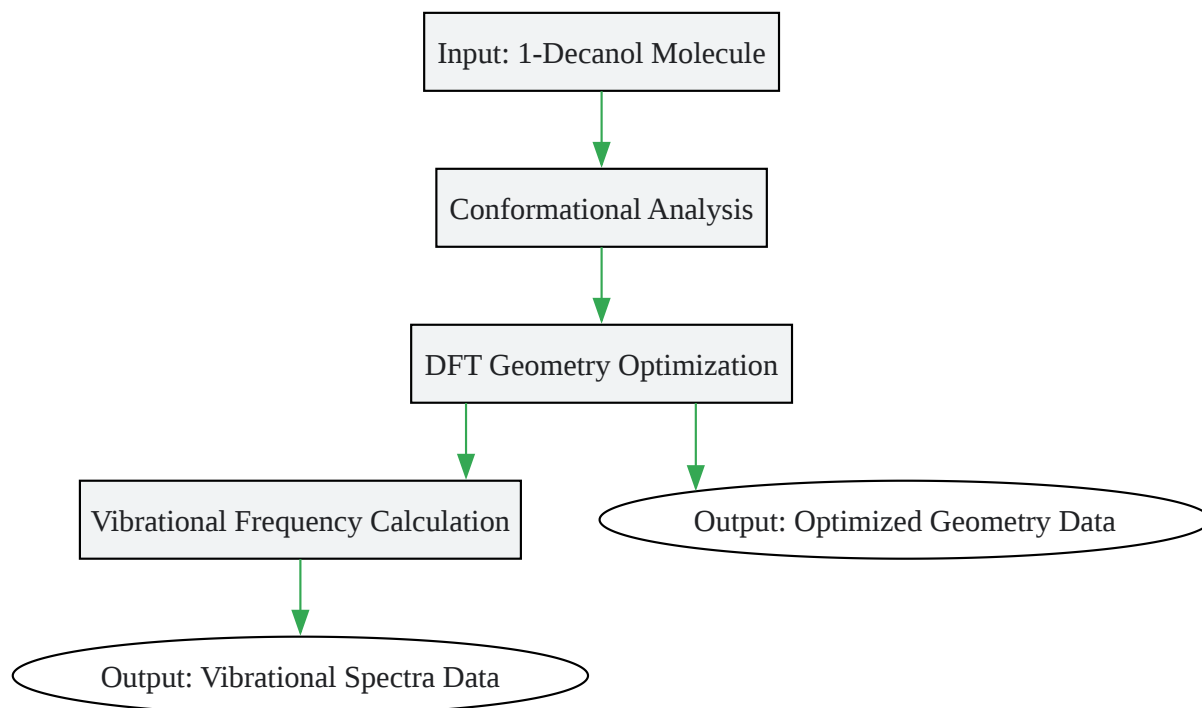 Input: 1-Decanol Molecule
Conformational Analysis
DFT Geometry Optimization
Vibrational Frequency Calculation
Output: Optimized Geometry Data
Output: Vibrational Spectra Data